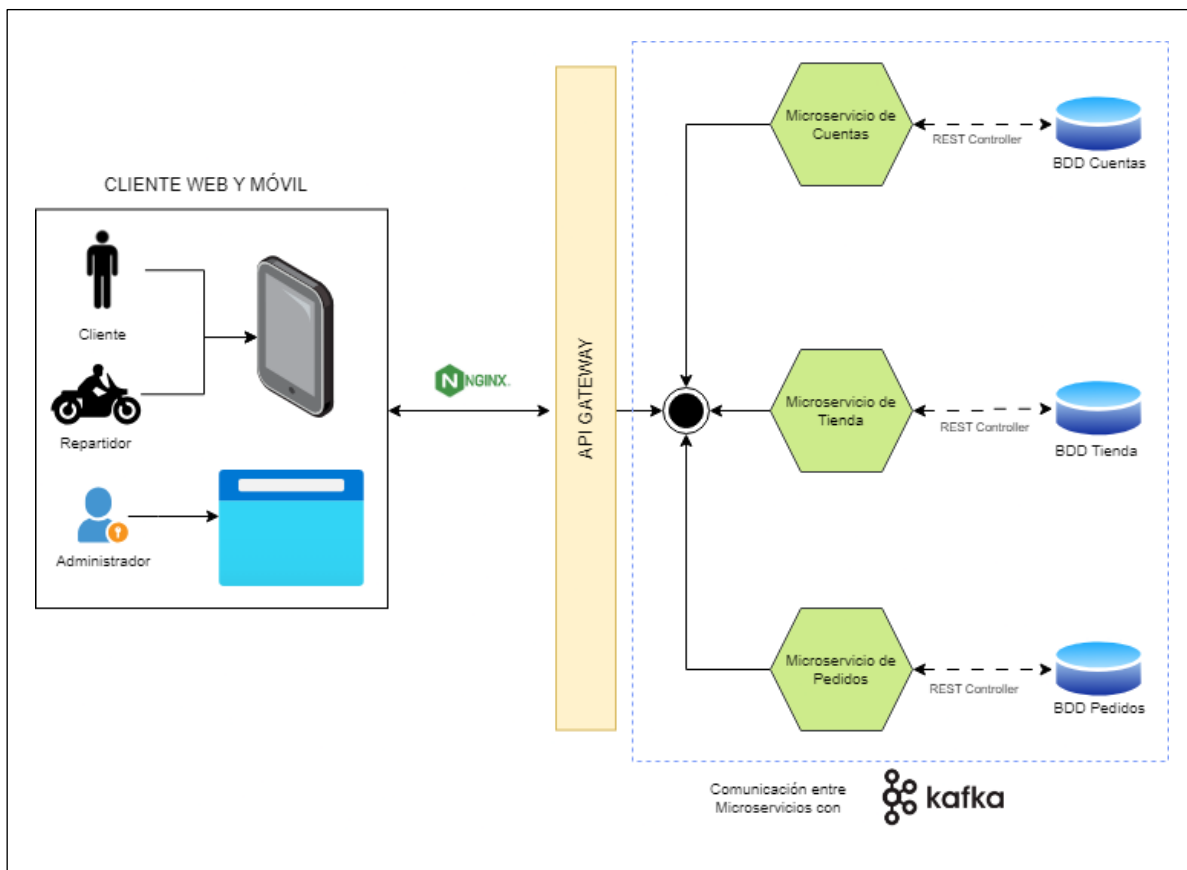 CLIENTE WEB Y MÓVIL
Cliente
Repartidor
Administrador
NGINX
API GATEWAY
Microservicio de
Cuentas
REST Controller
BDD Cuentas
Microservicio de
Tienda
REST Controller
BDD Tienda
Microservicio de
Pedidos
REST Controller
BDD Pedidos
Comunicación entre
Microservicios con
kafka